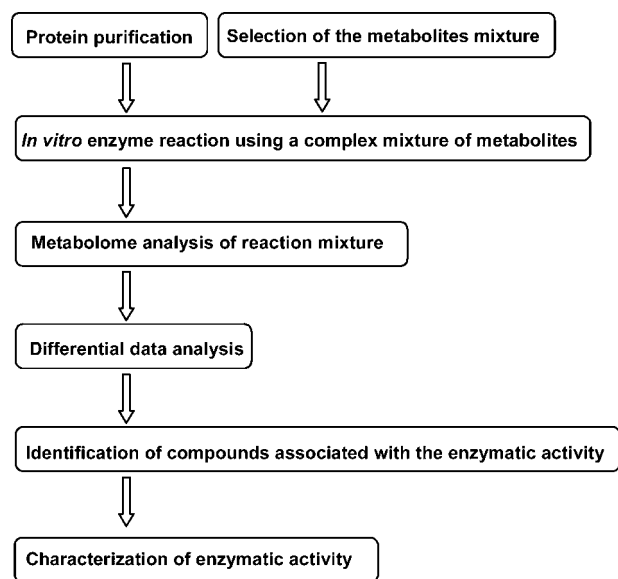 Protein purification
Selection of the metabolites mixture
In vitro enzyme reaction using a complex mixture of metabolites
Metabolome analysis of reaction mixture
Differential data analysis
Identification of compounds associated with the enzymatic activity
Characterization of enzymatic activity